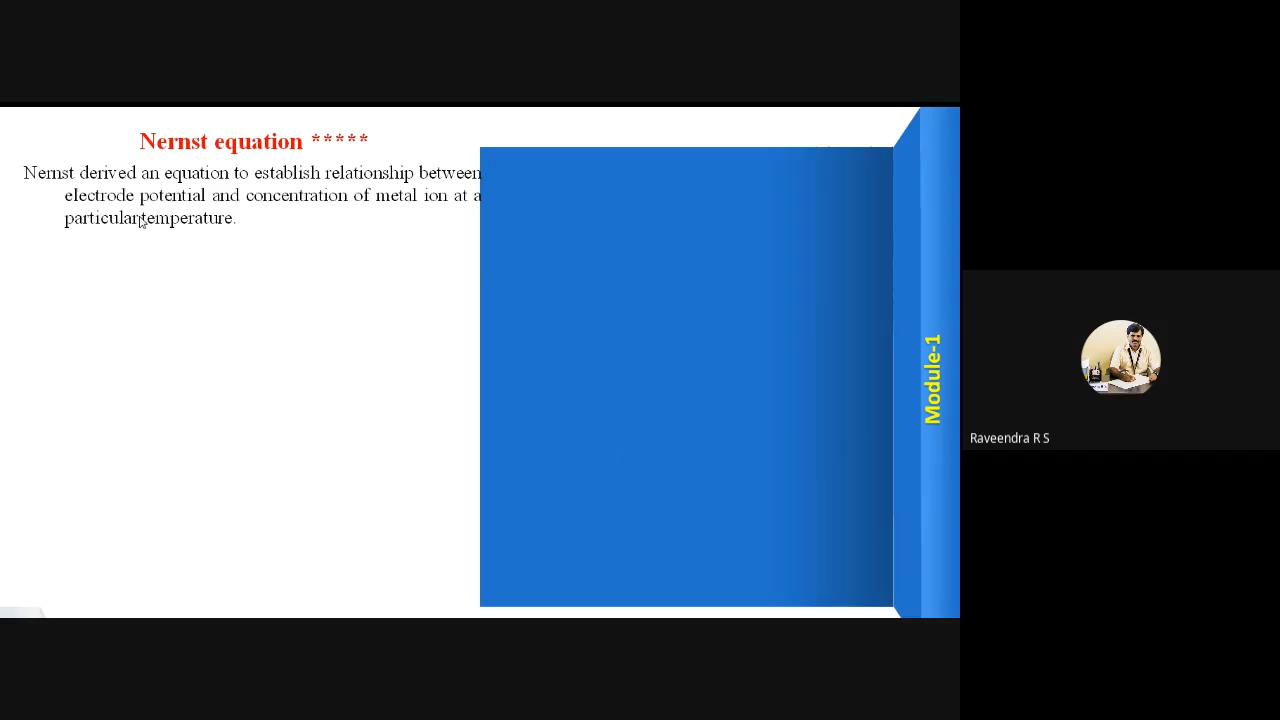 Nernst equation *****
Nernst derived an equation to establish relationship between
electrode potential and concentration of metal ion at a
particular temperature.
Module-1
Raveendra R S